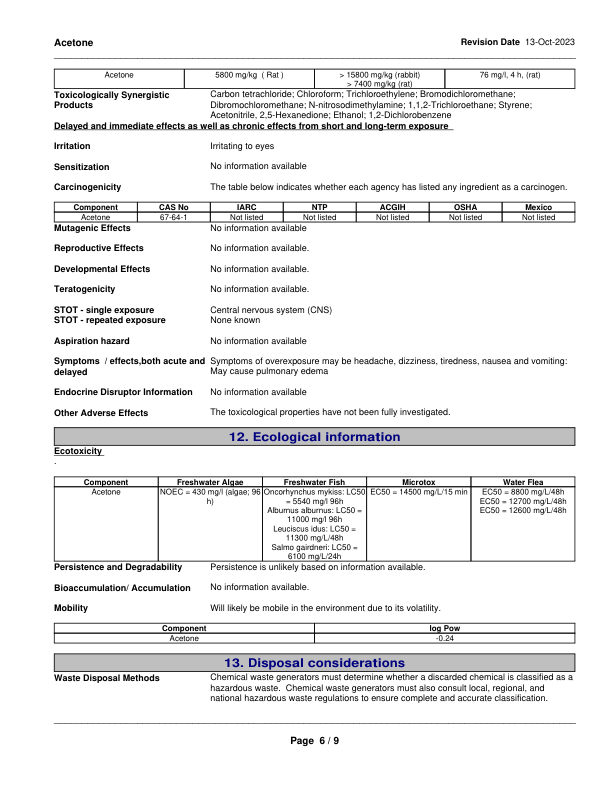 Acetone
Revision Date 13-Oct-2023
Acetone 5800 mg/kg ( Rat ) > 15800 mg/kg (rabbit) 76 mg/l, 4 h, (rat)
> 7400 mg/kg (rat)
Toxicologically Synergistic Carbon tetrachloride; Chloroform; Trichloroethylene; Bromodichloromethane;
Products Dibromochloromethane; N-nitrosodimethylamine; 1,1,2-Trichloroethane; Styrene;
Acetonitrile, 2,5-Hexanedione; Ethanol; 1,2-Dichlorobenzene
Delayed and immediate effects as well as chronic effects from short and long-term exposure
Irritation Irritating to eyes
Sensitization No information available
Carcinogenicity The table below indicates whether each agency has listed any ingredient as a carcinogen.
Component CAS No IARC NTP ACGIH OSHA Mexico
Acetone 67-64-1 Not listed Not listed Not listed Not listed Not listed
Mutagenic Effects No information available
Reproductive Effects No information available.
Developmental Effects No information available.
Teratogenicity No information available.
STOT - single exposure Central nervous system (CNS)
STOT - repeated exposure None known
Aspiration hazard No information available
Symptoms / effects,both acute and Symptoms of overexposure may be headache, dizziness, tiredness, nausea and vomiting:
delayed May cause pulmonary edema
Endocrine Disruptor Information No information available
Other Adverse Effects The toxicological properties have not been fully investigated.
12. Ecological information
Ecotoxicity
.
Component Freshwater Algae Freshwater Fish Microtox Water Flea
Acetone NOEC = 430 mg/l (algae; 96 Oncorhynchus mykiss: LC50 EC50 = 14500 mg/L/15 min EC50 = 8800 mg/L/48h
h) = 5540 mg/l 96h EC50 = 12700 mg/L/48h
Alburnus alburnus: LC50 = EC50 = 12600 mg/L/48h
11000 mg/l 96h
Leuciscus idus: LC50 =
11300 mg/L/48h
Salmo gairdneri: LC50 =
6100 mg/L/24h
Persistence and Degradability Persistence is unlikely based on information available.
Bioaccumulation/ Accumulation No information available.
Mobility Will likely be mobile in the environment due to its volatility.
Component log Pow
Acetone -0.24
13. Disposal considerations
Waste Disposal Methods Chemical waste generators must determine whether a discarded chemical is classified as a
hazardous waste. Chemical waste generators must also consult local, regional, and
national hazardous waste regulations to ensure complete and accurate classification.
Page 6 / 9